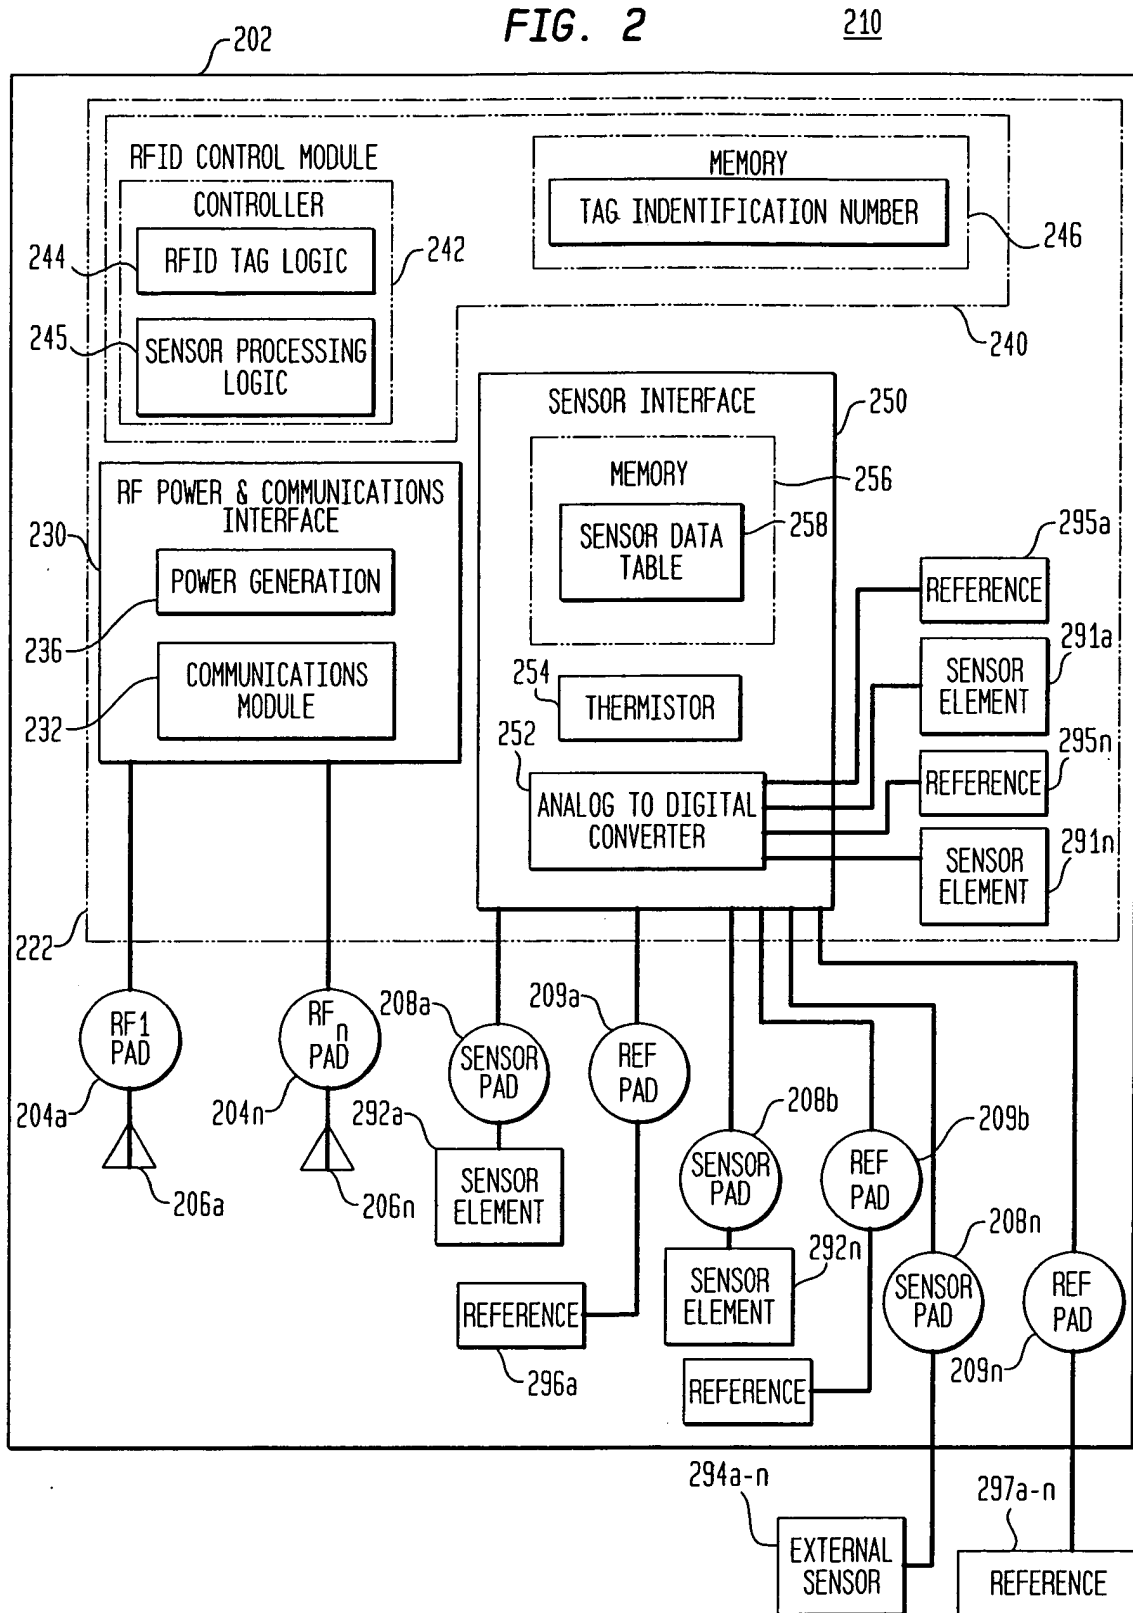 FIG. 2
210
202
RFID CONTROL MODULE
CONTROLLER
244
RFID TAG LOGIC
242
245
SENSOR PROCESSING
LOGIC
MEMORY
TAG INDENTIFICATION NUMBER
246
240
SENSOR INTERFACE
250
MEMORY
256
SENSOR DATA
TABLE
258
RF POWER & COMMUNICATIONS
INTERFACE
230
POWER GENERATION
236
COMMUNICATIONS
MODULE
232
254
THERMISTOR
252
ANALOG TO DIGITAL
CONVERTER
295a
REFERENCE
291a
SENSOR
ELEMENT
295n
REFERENCE
291n
SENSOR
ELEMENT
222
RF1
PAD
204a
206a
RFn
PAD
204n
206n
208a
SENSOR
PAD
292a
SENSOR
ELEMENT
209a
REF
PAD
REFERENCE
296a
208b
SENSOR
PAD
292n
SENSOR
ELEMENT
209b
REF
PAD
REFERENCE
208n
SENSOR
PAD
REF
PAD
209n
294a-n
EXTERNAL
SENSOR
297a-n
REFERENCE